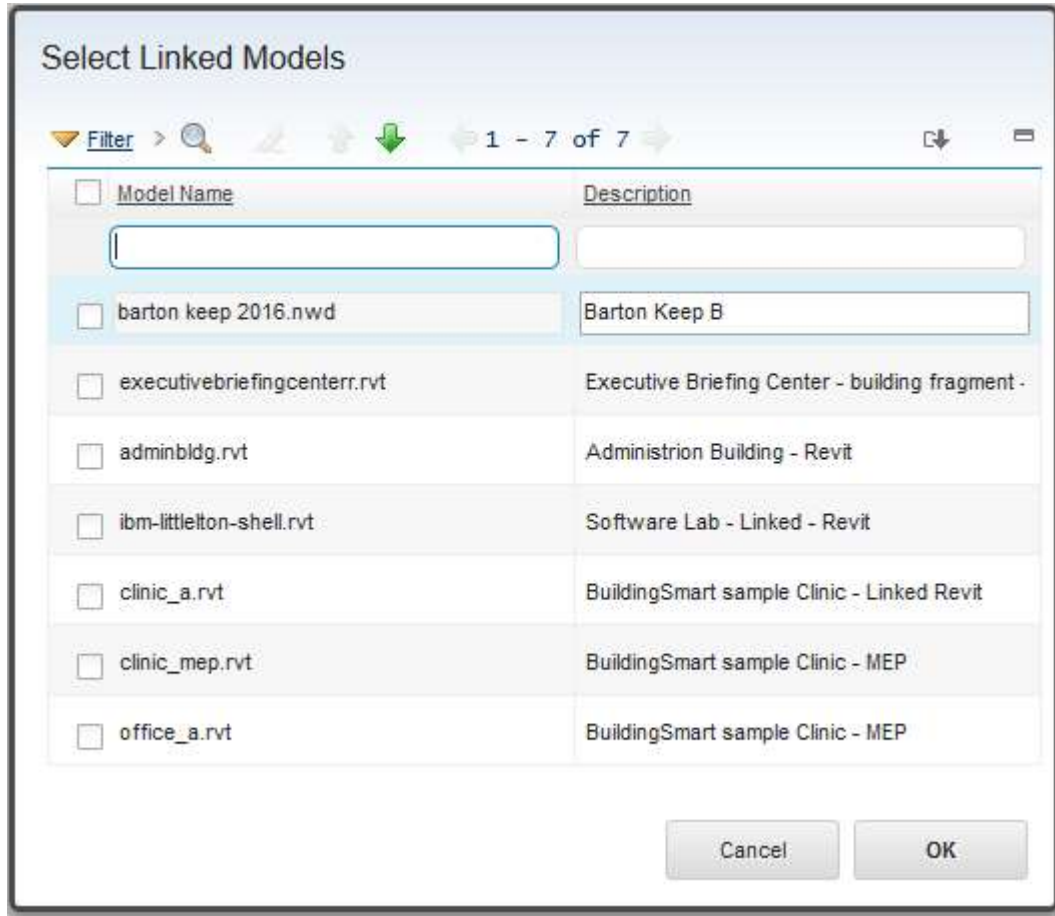 Select Linked Models
Filter > 1 - 7 of 7
Model Name Description
barton keep 2016.nwd Barton Keep B
executivebriefingcenterr.rvt Executive Briefing Center - building fragment -
adminbldg.rvt Administrion Building - Revit
ibm-littlelton-shell.rvt Software Lab - Linked - Revit
clinic_a.rvt BuildingSmart sample Clinic - Linked Revit
clinic_mep.rvt BuildingSmart sample Clinic - MEP
office_a.rvt BuildingSmart sample Clinic - MEP
Cancel OK